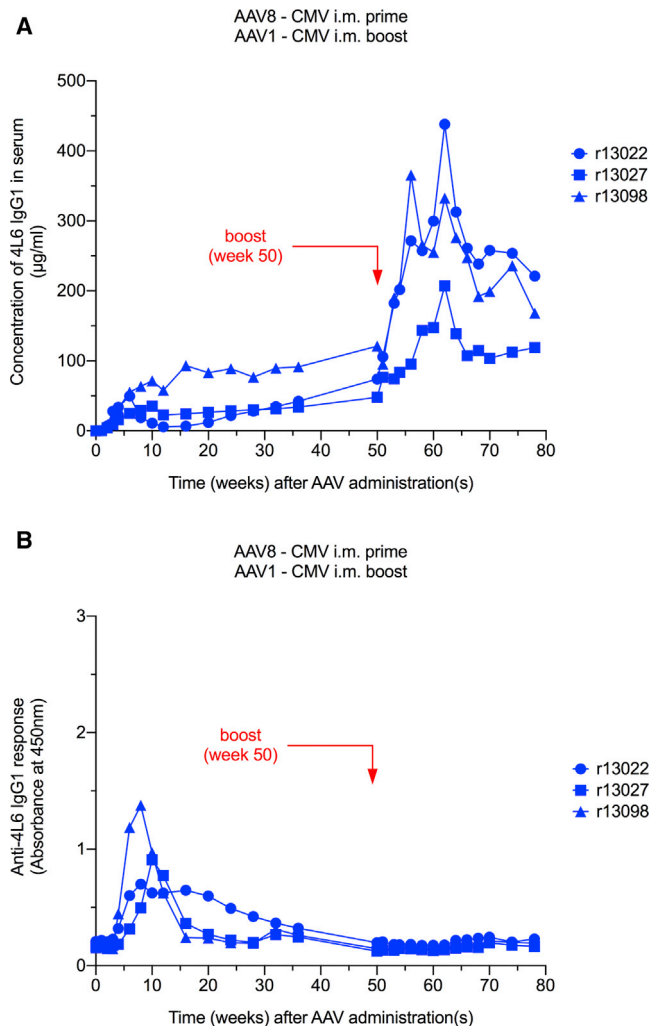 A
AAV8 - CMV i.m. prime
AAV1 - CMV i.m. boost
Concentration of 4L6 IgG1 in serum
(µg/ml)
500
400
300
200
100
0
boost
(week 50)
r13022
r13027
r13098
0 10 20 30 40 50 60 70 80
Time (weeks) after AAV administration(s)
B
AAV8 - CMV i.m. prime
AAV1 - CMV i.m. boost
Anti-4L6 IgG1 response
(Absorbance at 450nm)
3
2
1
0
boost
(week 50)
r13022
r13027
r13098
0 10 20 30 40 50 60 70 80
Time (weeks) after AAV administration(s)